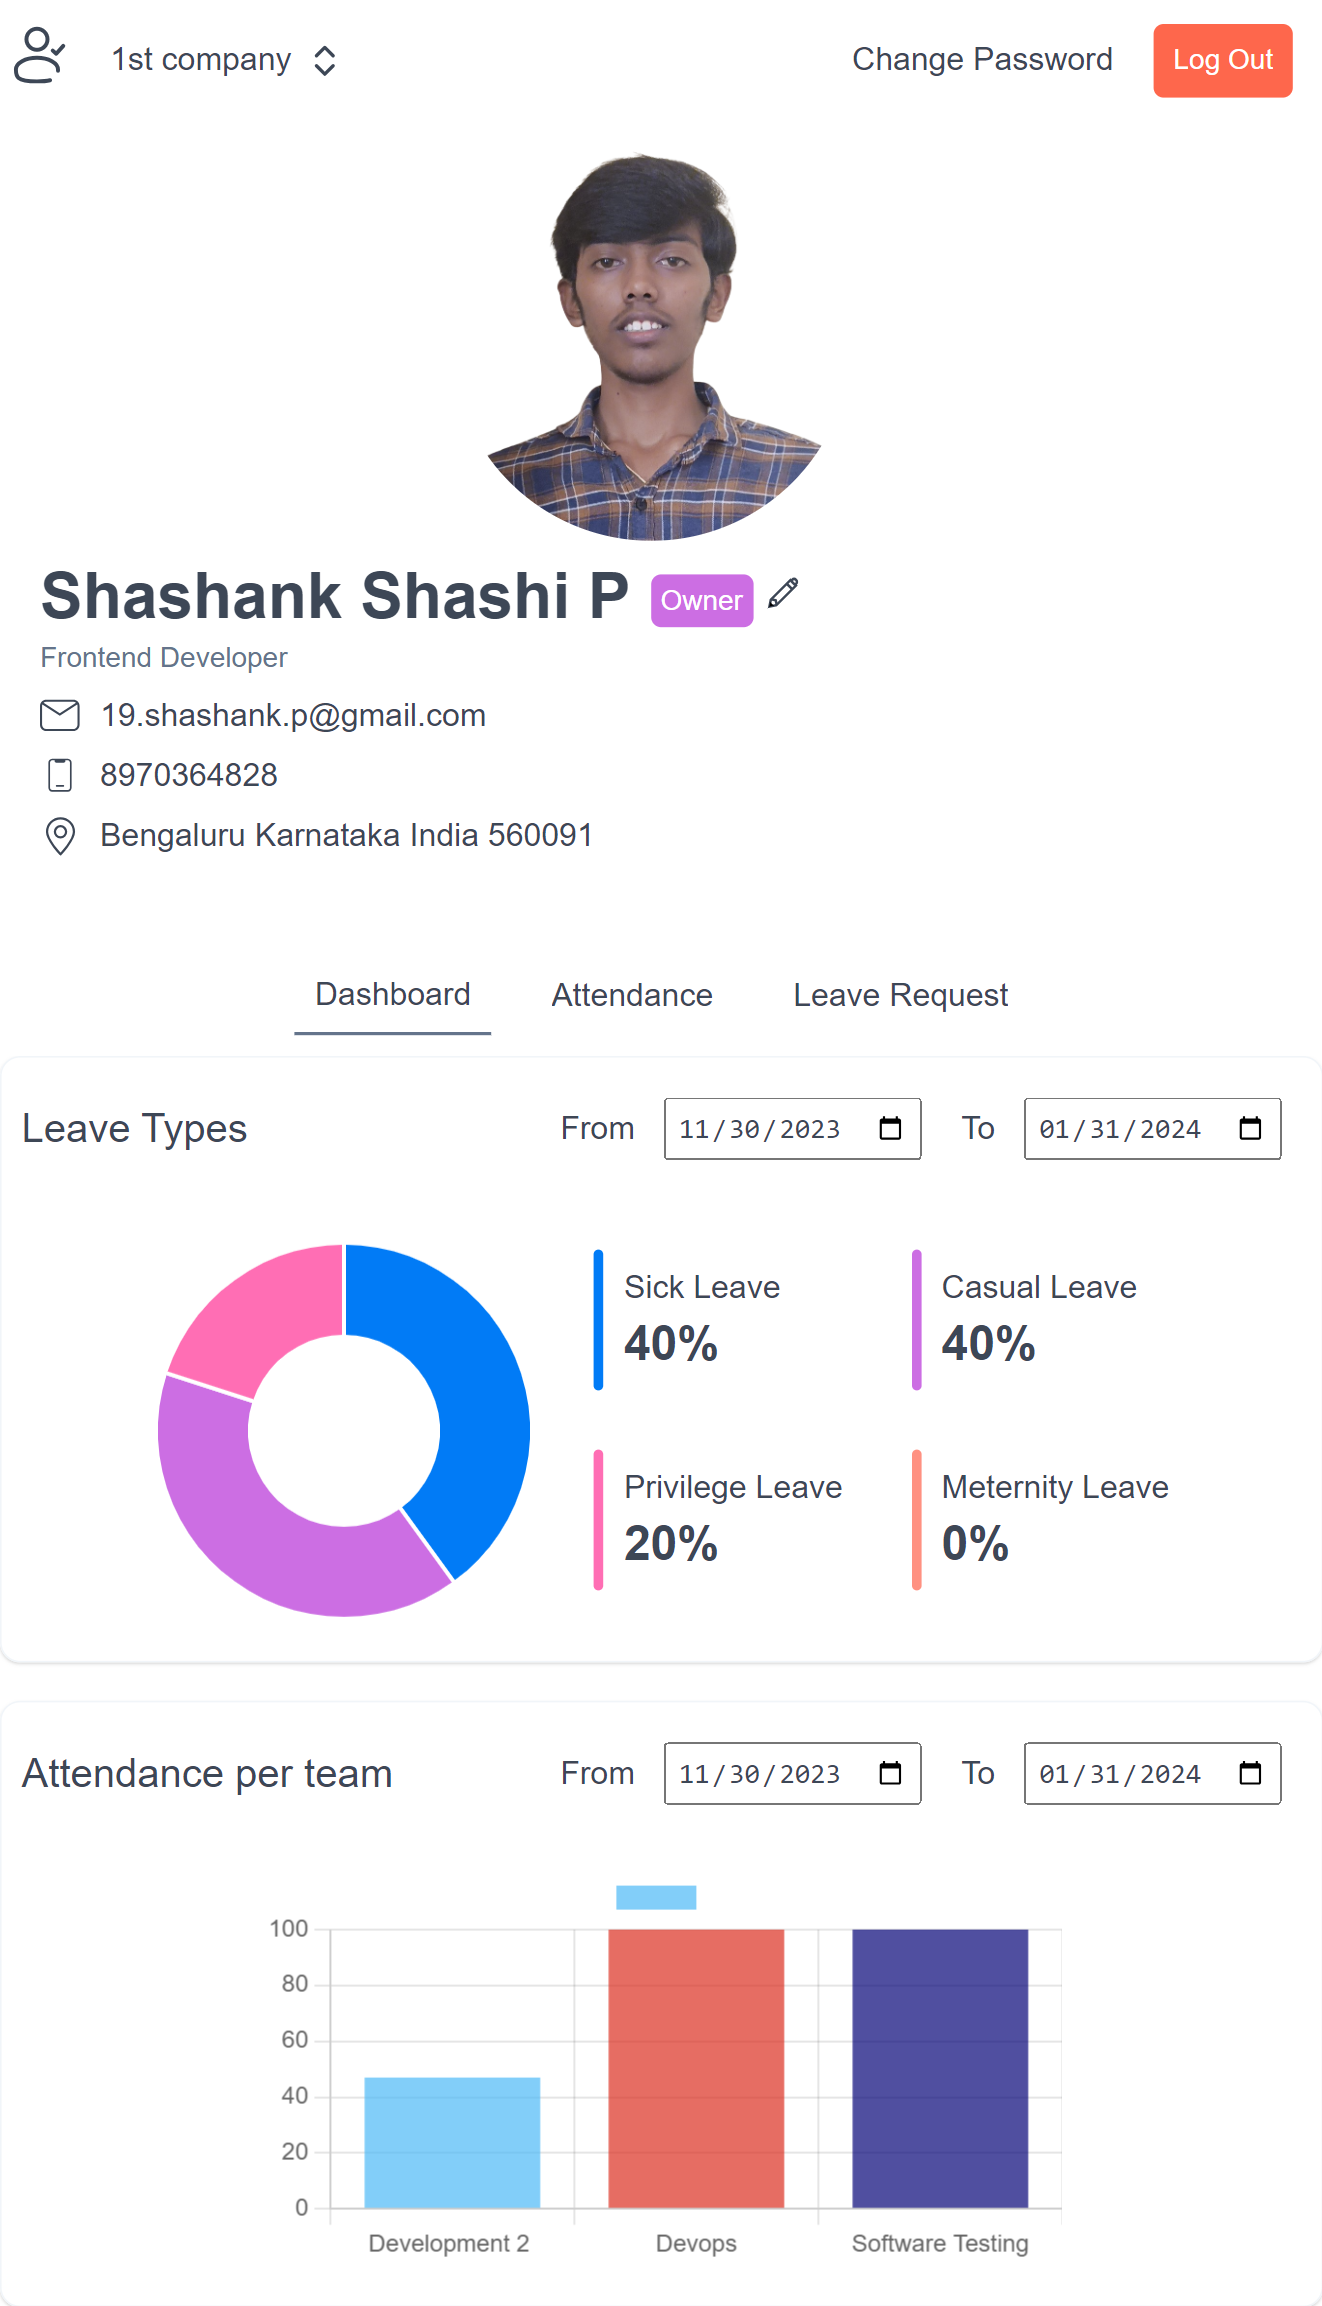 1st company
Change Password
Log Out
Shashank Shashi P
Owner
Frontend Developer
19.shashank.p@gmail.com
8970364828
Bengaluru Karnataka India 560091
Dashboard
Attendance
Leave Request
Leave Types
From 11/30/2023
To 01/31/2024
Sick Leave
40%
Casual Leave
40%
Privilege Leave
20%
Meternity Leave
0%
Attendance per team
From 11/30/2023
To 01/31/2024
100
80
60
40
20
0
Development 2
Devops
Software Testing